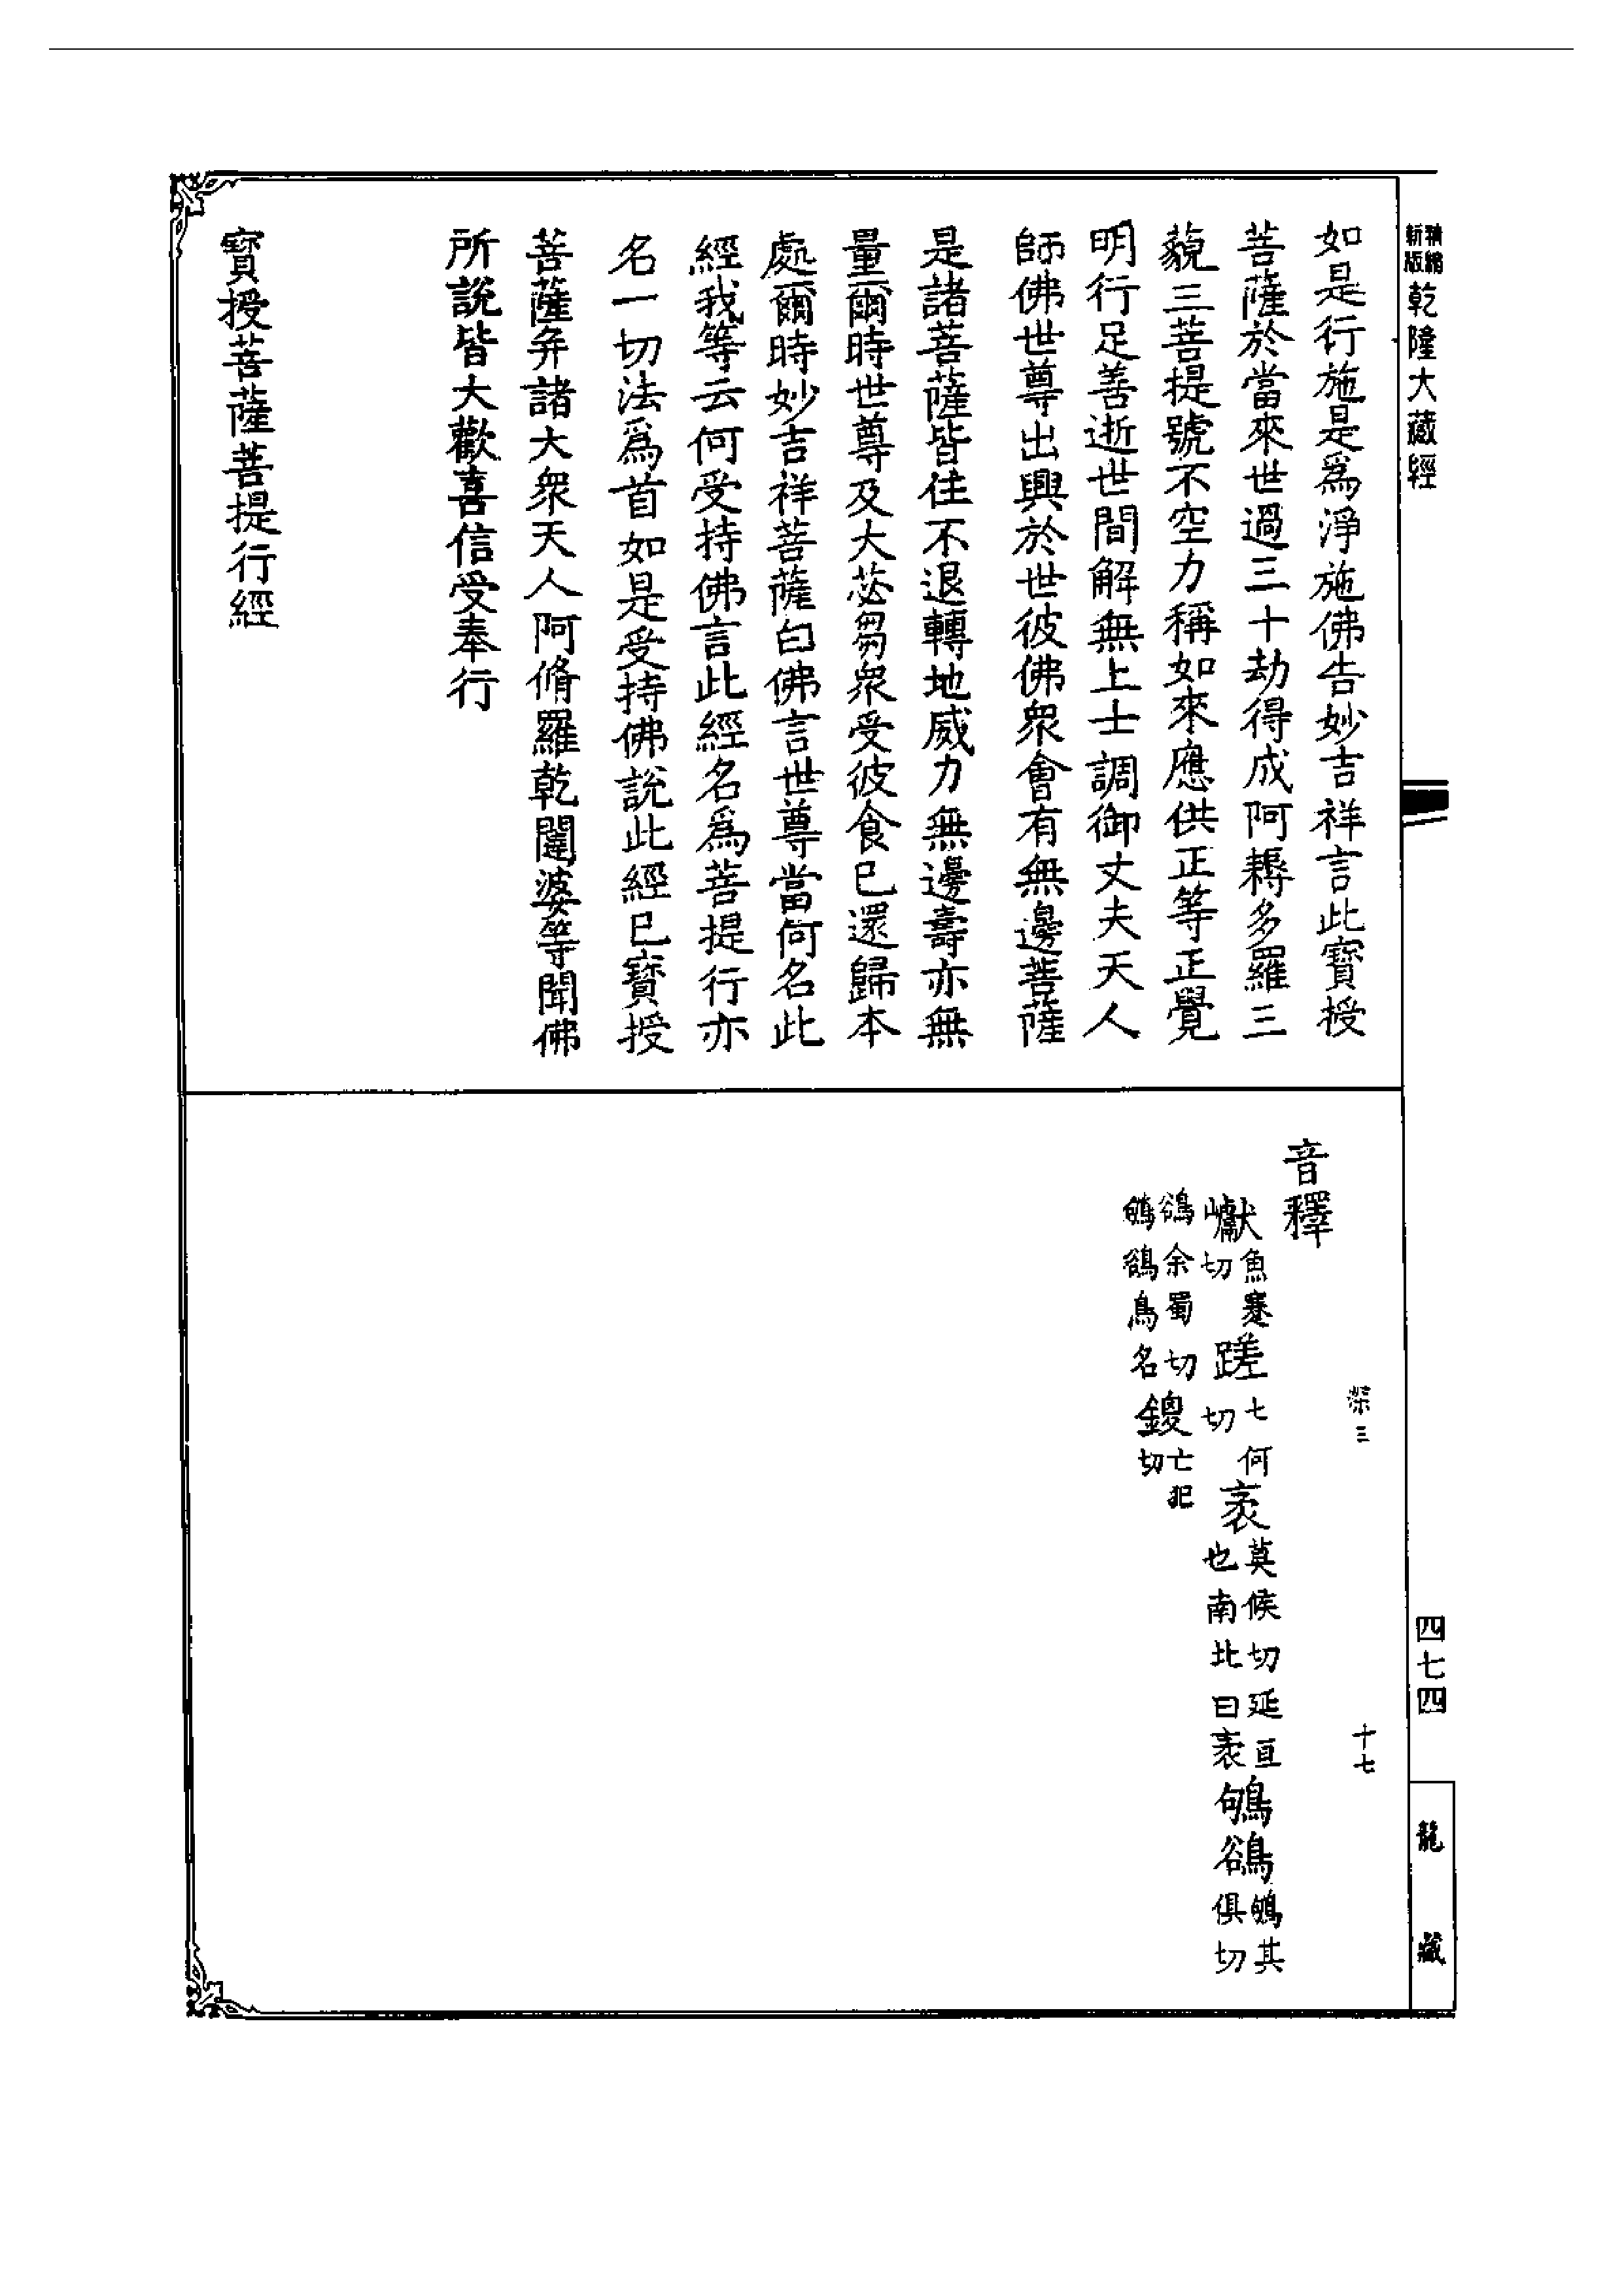 精縮新版乾隆大藏經
如是行施是爲淨施佛告妙吉祥言此寳授
菩薩於當來世過三十劫得成阿耨多羅三
藐三菩提號不空力稱如來應供正等正覺
明行足善逝世間解無上士調御丈夫天人
師佛世尊出興於世彼佛衆會有無邊菩薩
是諸菩薩皆住不退轉地威力無邊壽亦無
量爾時世尊及大苾芻衆受彼食已還歸本
處爾時妙吉祥菩薩白佛言世尊當何名此
經我等云何受持佛言此經名爲菩提行亦
名一切法爲首如是受持佛說此經已寳授
菩薩并諸大衆天人阿脩羅乾闥婆等聞佛
所說皆大歡喜信受奉行
寳授菩薩菩提行經
深三
十七
音釋
巘魚蹇切 蹉七何切 袤莫候切延亘也南北曰袤 鴝鵒鴝其俱切
鵒余蜀切鴝鵒鳥名 鍐亡犯切
四七四
龍藏